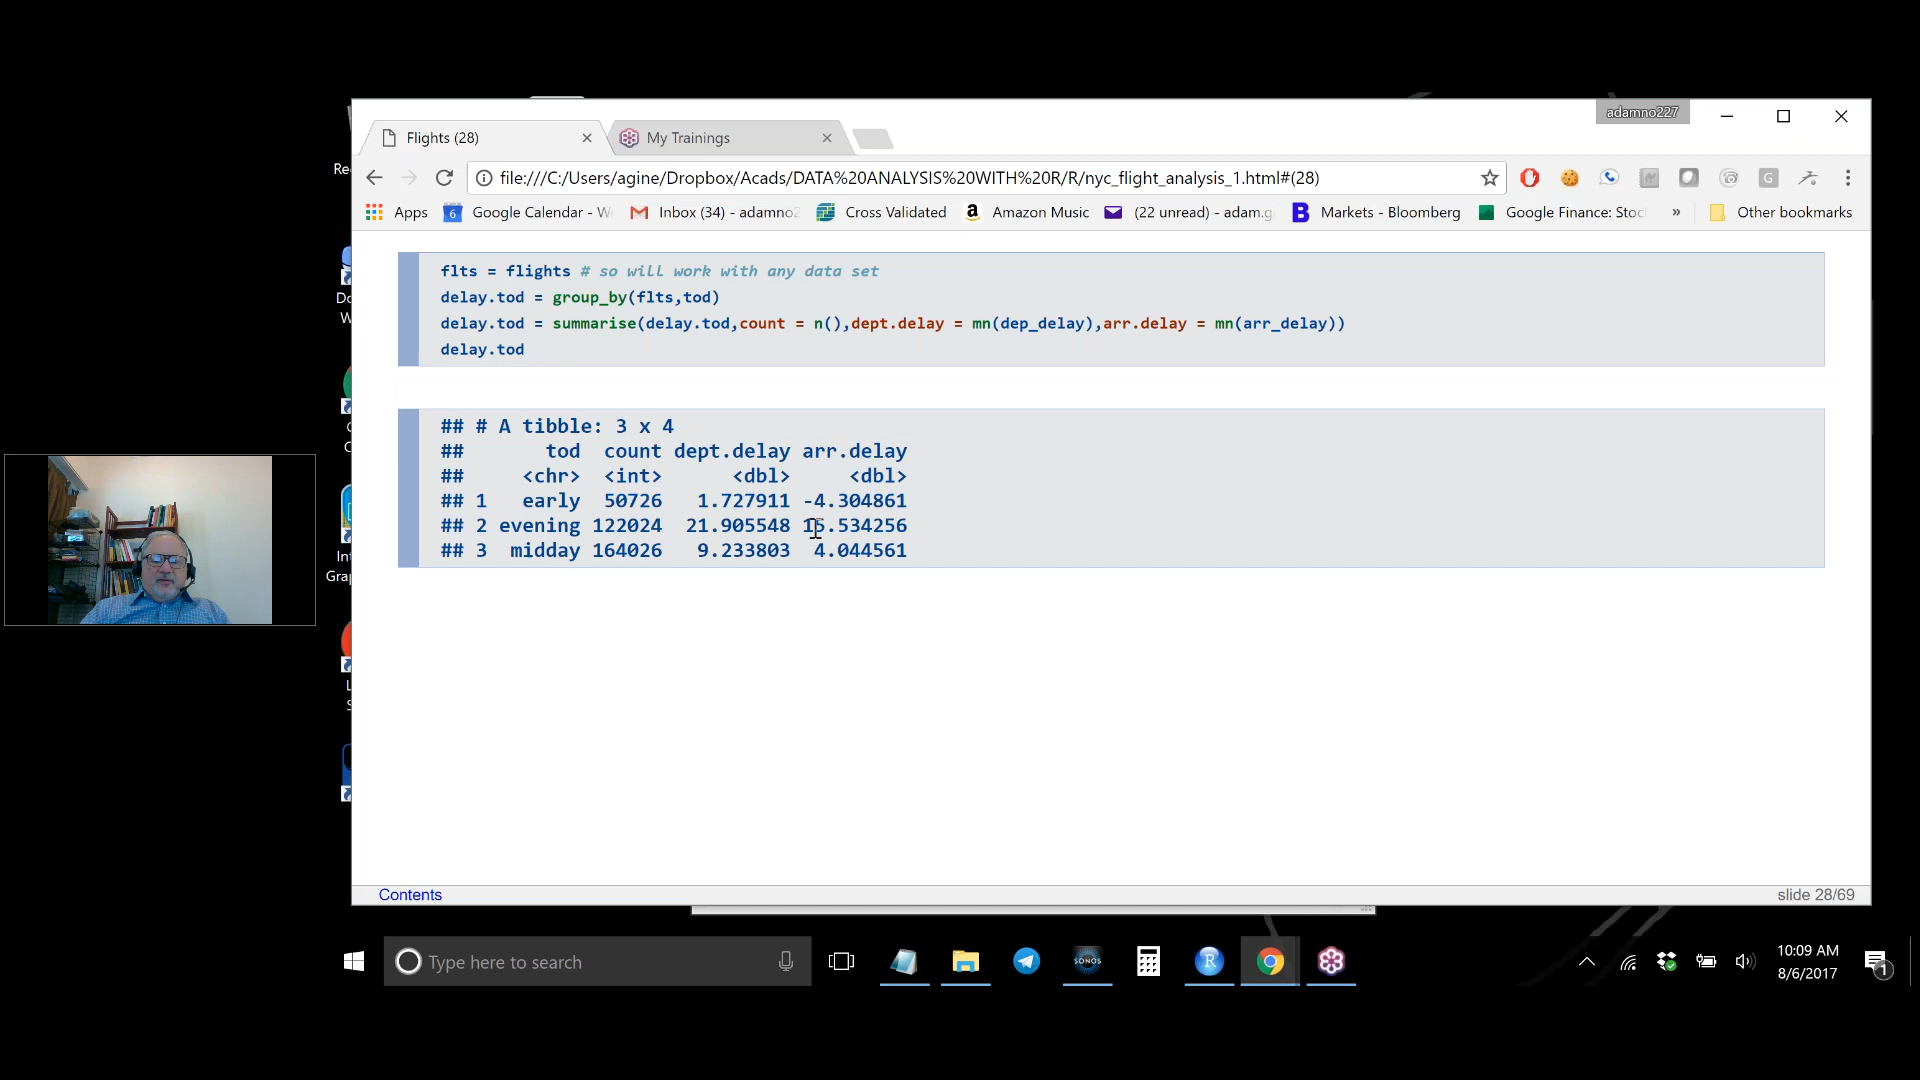 adamno227
Flights (28)
My Trainings
file:///C:/Users/agine/Dropbox/Acads/DATA%20ANALYSIS%20WITH%20R/R/nyc_flight_analysis_1.html#(28)
Apps
6
Google Calendar - W
Inbox (34) - adamno2
Cross Validated
Amazon Music
(22 unread) - adam.g
Markets - Bloomberg
Google Finance: Stoc
»
Other bookmarks
flts = flights # so will work with any data set
delay.tod = group_by(flts,tod)
delay.tod = summarise(delay.tod,count = n(),dept.delay = mn(dep_delay),arr.delay = mn(arr_delay))
delay.tod
## # A tibble: 3 x 4
## tod count dept.delay arr.delay
## <chr> <int> <dbl> <dbl>
## 1 early 50726 1.727911 -4.304861
## 2 evening 122024 21.905548 15.534256
## 3 midday 164026 9.233803 4.044561
Contents
slide 28/69
Type here to search
SONOS
R
10:09 AM
8/6/2017
1